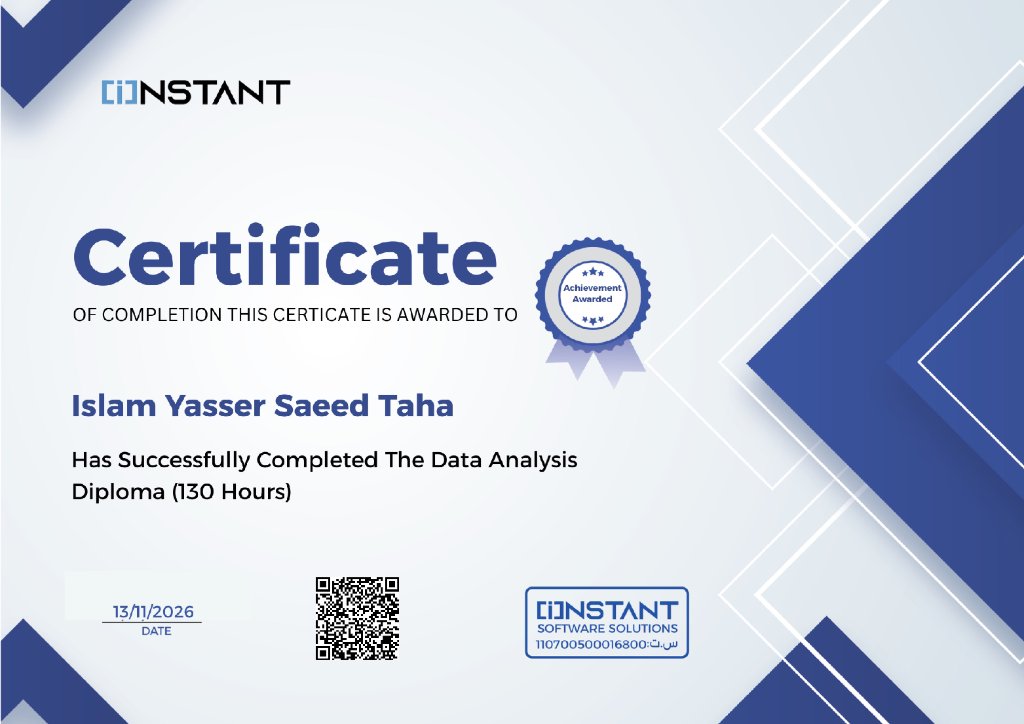 [i]NSTANT
Certificate
OF COMPLETION THIS CERTICATE IS AWARDED TO
Achievement
Awarded
Islam Yasser Saeed Taha
Has Successfully Completed The Data Analysis
Diploma (130 Hours)
13/11/2026
DATE
[i]NSTANT
SOFTWARE SOLUTIONS
س.ت:110700500016800